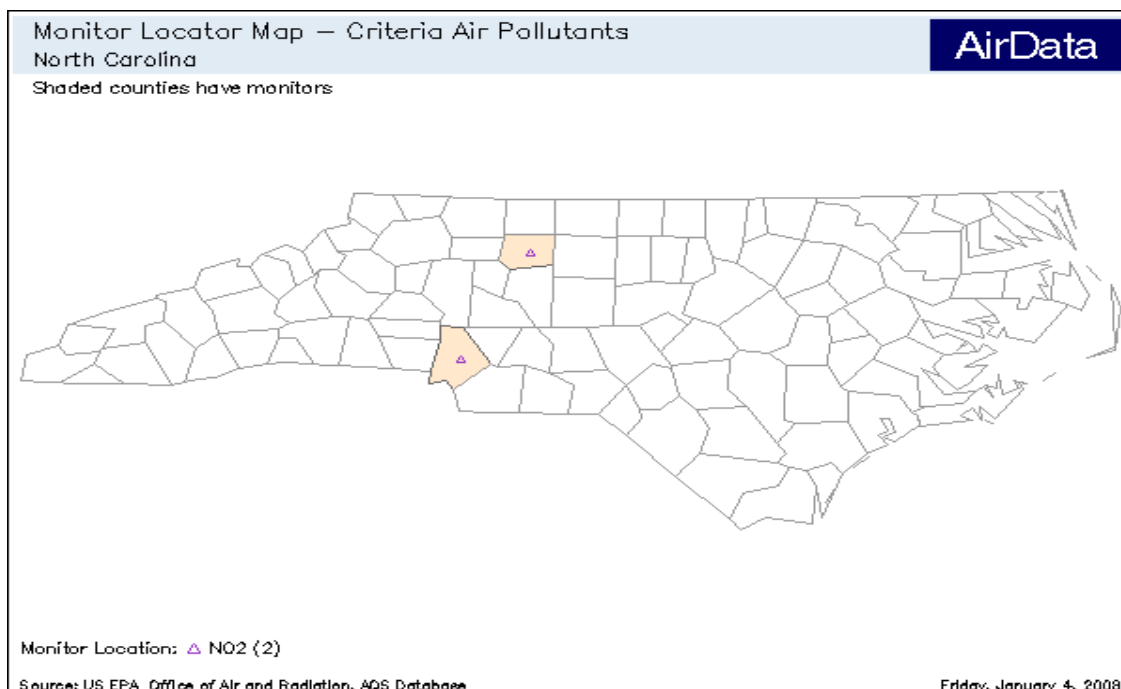 Monitor Locator Map – Criteria Air Pollutants
North Carolina
AirData
Shaded counties have monitors
Monitor Location: NO2 (2)
Source: US EPA Office of Air and Radiation, AQS Database
Friday, January 4, 2008